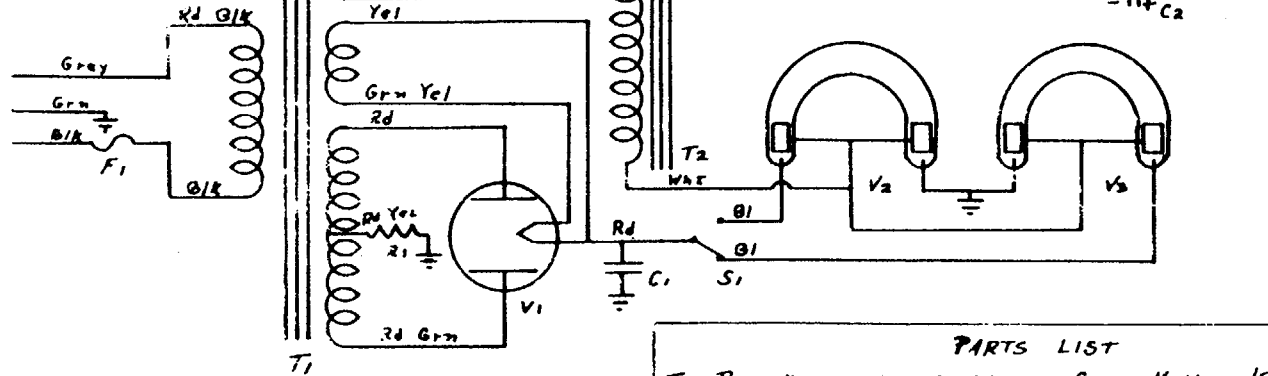 Rd Blk
Yel
C2
Gray
Grn Yel
Grn
Rd
Blk
F1
T2
Wht
V2
V3
Blk
Rd Yel
Bl
R1
Rd
Bl
C1
S1
V1
Rd Grn
T1
PARTS LIST